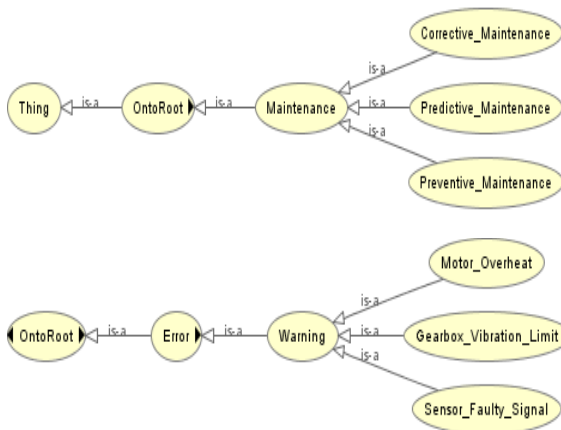 Corrective_Maintenance
is-a
Thing
is-a
OntoRoot
is-a
Maintenance
is-a
Predictive_Maintenance
is-a
Preventive_Maintenance
Motor_Overheat
is-a
OntoRoot
is-a
Error
is-a
Warning
is-a
Gearbox_Vibration_Limit
is-a
Sensor_Faulty_Signal